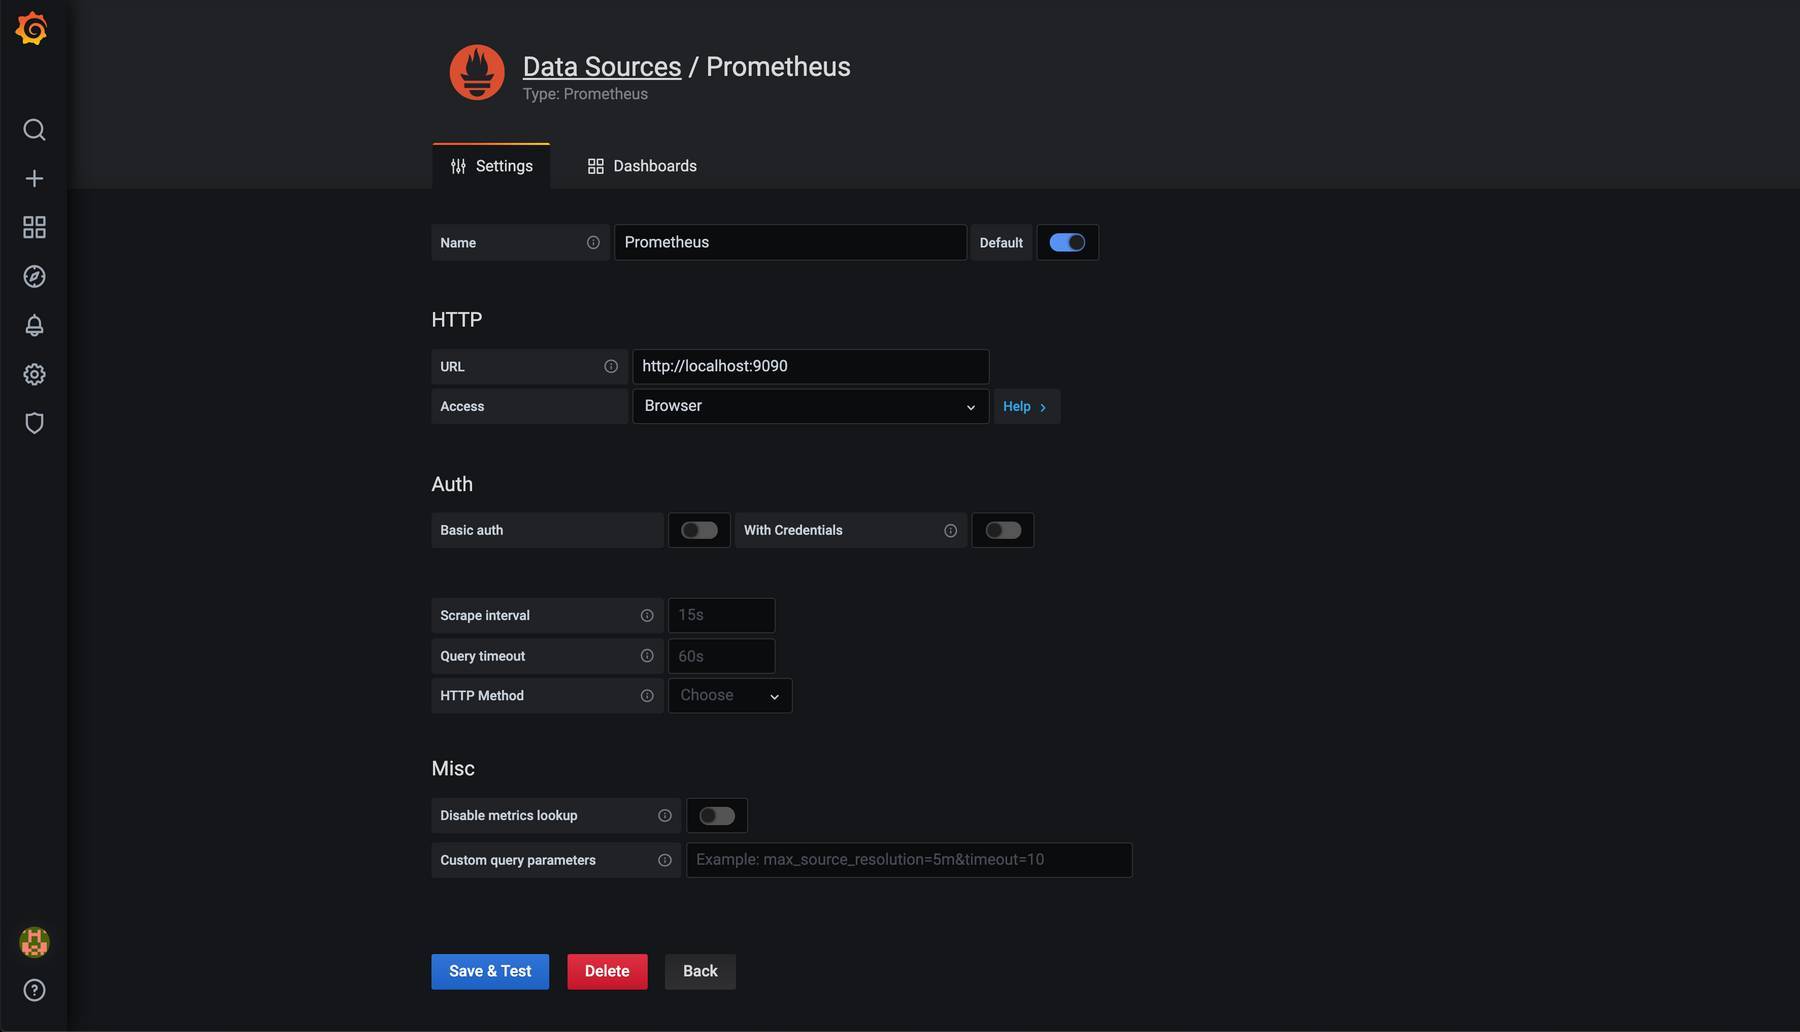 Data Sources / Prometheus
Type: Prometheus
Settings Dashboards
Name Prometheus Default
HTTP
URL http://localhost:9090
Access Browser Help
Auth
Basic auth With Credentials
Scrape interval 15s
Query timeout 60s
HTTP Method Choose
Misc
Disable metrics lookup
Custom query parameters Example: max_source_resolution=5m&timeout=10
Save & Test Delete Back